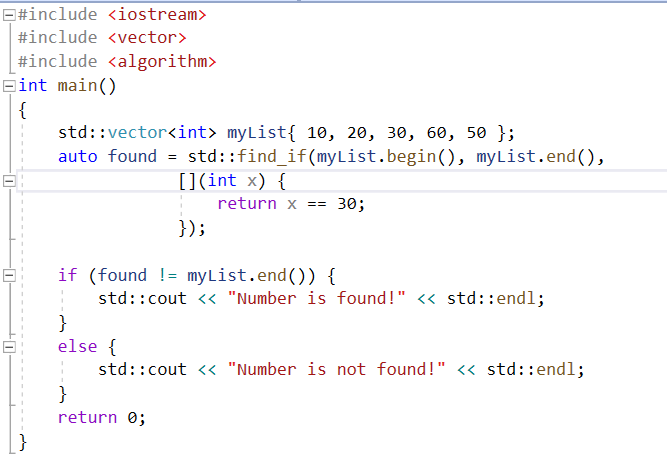 #include <iostream>
#include <vector>
#include <algorithm>
int main()
{
    std::vector<int> myList{ 10, 20, 30, 60, 50 };
    auto found = std::find_if(myList.begin(), myList.end(),
                [](int x) {
                    return x == 30;
                });

    if (found != myList.end()) {
        std::cout << "Number is found!" << std::endl;
    }
    else {
        std::cout << "Number is not found!" << std::endl;
    }
    return 0;
}